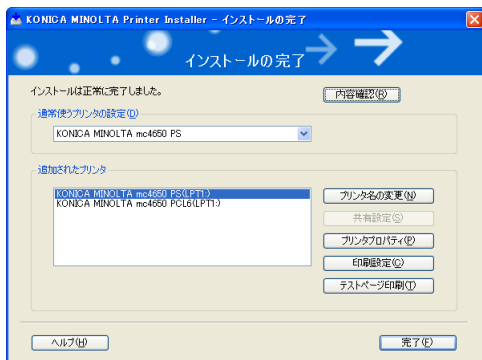 KONICA MINOLTA Printer Installer - インストールの完了
インストールの完了
インストールは正常に完了しました。
内容確認(R)
通常使うプリンタの設定(D)
KONICA MINOLTA mc4650 PS
追加されたプリンタ
KONICA MINOLTA mc4650 PS(LPT1:)
KONICA MINOLTA mc4650 PCL6(LPT1:)
プリンタ名の変更(N)
共有設定(S)
プリンタプロパティ(P)
印刷設定(C)
テストページ印刷(T)
ヘルプ(H)
完了(F)